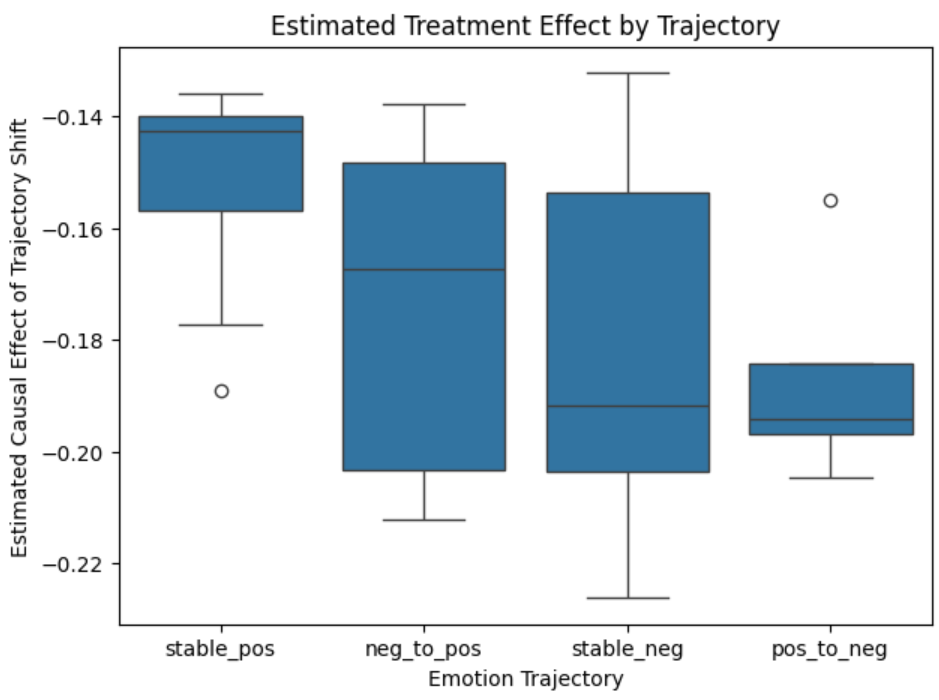 Estimated Treatment Effect by Trajectory
Estimated Causal Effect of Trajectory Shift
−0.14
−0.16
−0.18
−0.20
−0.22
stable_pos neg_to_pos stable_neg pos_to_neg
Emotion Trajectory